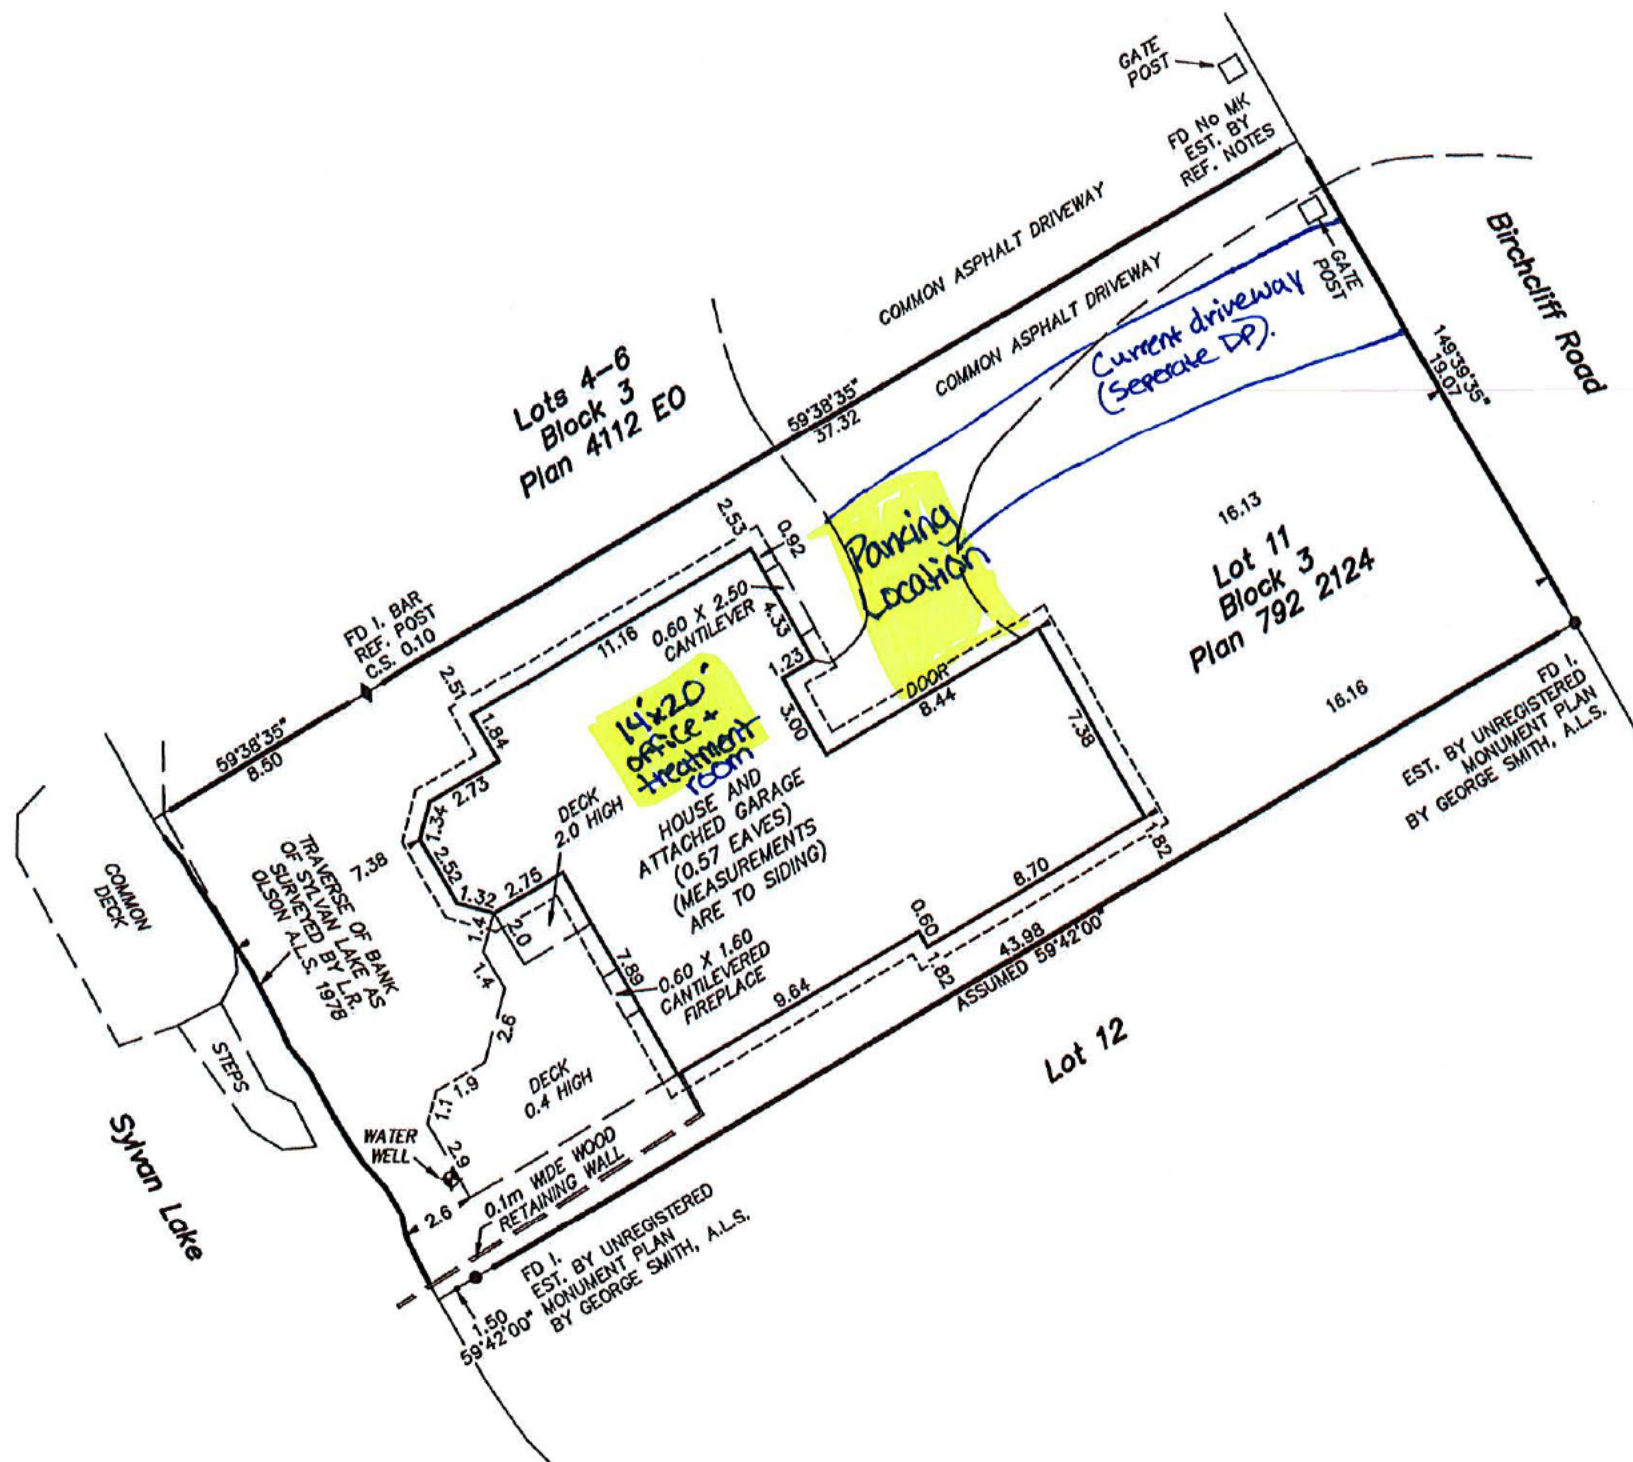 GATE
POST
FD No MK
EST. BY
REF. NOTES
COMMON ASPHALT DRIVEWAY
COMMON ASPHALT DRIVEWAY
Birchcliff Road
GATE
POST
Current driveway
(Seperate DP).
149°39'35"
19.07
Lots 4-6
Block 3
Plan 4112 EO
59°38'35"
37.32
16.13
Lot 11
Block 3
Plan 792 2124
16.16
Parking
Location
2.53
0.92
0.60 X 2.50
CANTILEVER
4.33
11.16
1.23
3.00
DOOR
8.44
7.38
FD I. BAR
REF. POST
C.S. 0.10
2.51
1.84
59°38'35"
8.50
2.73
1.34
2.52
1.32
2.75
7.38
14'x20'
office +
treatment
room
DECK
2.0 HIGH
HOUSE AND
ATTACHED GARAGE
(0.57 EAVES)
(MEASUREMENTS
ARE TO SIDING)
FD I.
EST. BY UNREGISTERED
MONUMENT PLAN
BY GEORGE SMITH, A.L.S.
1.82
8.70
0.60
43.98
ASSUMED 59°42'00"
1.82
9.64
COMMON
DECK
TRAVERSE OF BANK
OF SYLVAN LAKE AS
SURVEYED BY L.R.
OLSON A.L.S. 1978
1.4
2.0
1.4
2.6
7.89
0.60 X 1.60
CANTILEVERED
FIREPLACE
STEPS
1.1
1.9
DECK
0.4 HIGH
Lot 12
Sylvan Lake
WATER
WELL
2.9
2.6
0.1m WIDE WOOD
RETAINING WALL
FD I.
EST. BY UNREGISTERED
MONUMENT PLAN
BY GEORGE SMITH, A.L.S.
1.50
59°42'00"